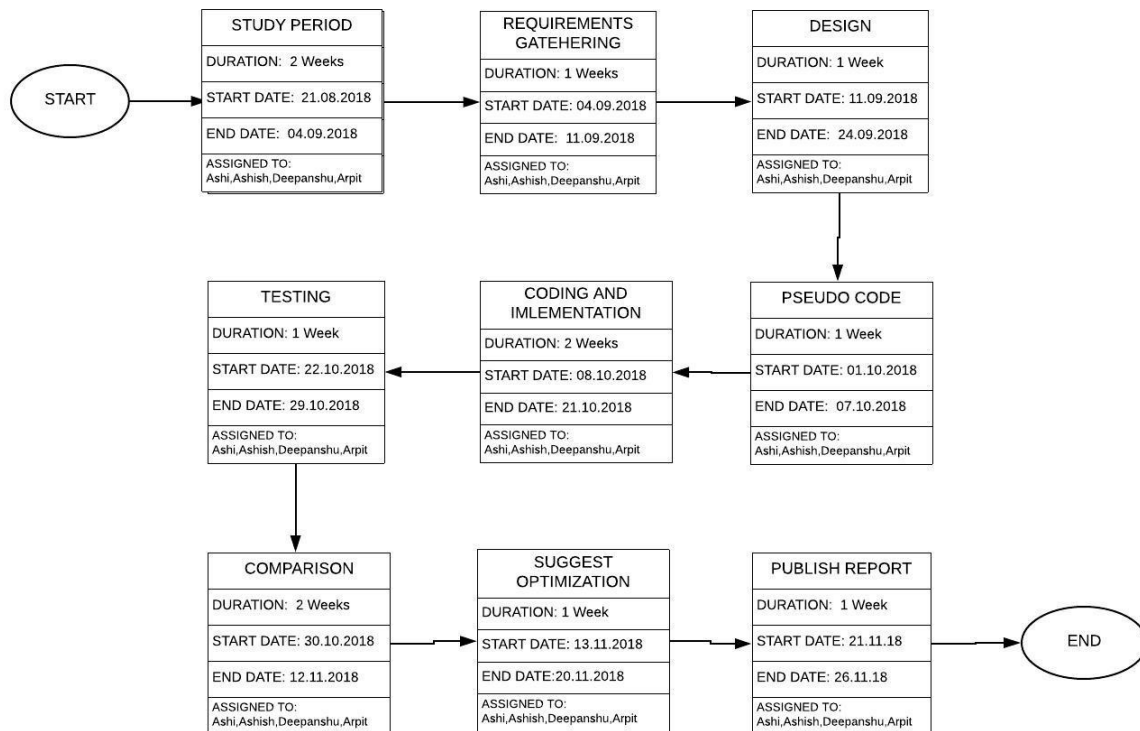 START
STUDY PERIOD
DURATION: 2 Weeks
START DATE: 21.08.2018
END DATE: 04.09.2018
ASSIGNED TO:
Ashi,Ashish,Deepanshu,Arpit
REQUIREMENTS
GATEHERING
DURATION: 1 Weeks
START DATE: 04.09.2018
END DATE: 11.09.2018
ASSIGNED TO:
Ashi,Ashish,Deepanshu,Arpit
DESIGN
DURATION: 1 Week
START DATE: 11.09.2018
END DATE: 24.09.2018
ASSIGNED TO:
Ashi,Ashish,Deepanshu,Arpit
PSEUDO CODE
DURATION: 1 Week
START DATE: 01.10.2018
END DATE: 07.10.2018
ASSIGNED TO:
Ashi,Ashish,Deepanshu,Arpit
CODING AND
IMLEMENTATION
DURATION: 2 Weeks
START DATE: 08.10.2018
END DATE: 21.10.2018
ASSIGNED TO:
Ashi,Ashish,Deepanshu,Arpit
TESTING
DURATION: 1 Week
START DATE: 22.10.2018
END DATE: 29.10.2018
ASSIGNED TO:
Ashi,Ashish,Deepanshu,Arpit
COMPARISON
DURATION: 2 Weeks
START DATE: 30.10.2018
END DATE: 12.11.2018
ASSIGNED TO:
Ashi,Ashish,Deepanshu,Arpit
SUGGEST
OPTIMIZATION
DURATION: 1 Week
START DATE: 13.11.2018
END DATE:20.11.2018
ASSIGNED TO:
Ashi,Ashish,Deepanshu,Arpit
PUBLISH REPORT
DURATION: 1 Week
START DATE: 21.11.18
END DATE: 26.11.18
ASSIGNED TO:
Ashi,Ashish,Deepanshu,Arpit
END